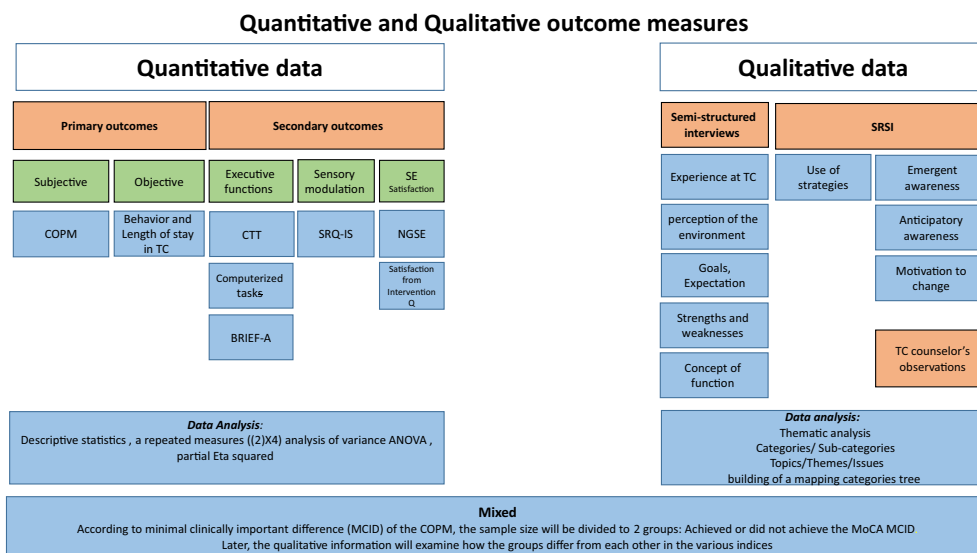 Quantitative and Qualitative outcome measures
Quantitative data
Primary outcomes
Secondary outcomes
Subjective
Objective
Executive
functions
Sensory
modulation
SE
Satisfaction
COPM
Behavior and
Length of stay
in TC
CTT
SRQ-IS
NGSE
Computerized
tasks
Satisfaction
from
Intervention
Q
BRIEF-A
Data Analysis:
Descriptive statistics , a repeated measures ((2)X4) analysis of variance ANOVA ,
partial Eta squared
Qualitative data
Semi-structured
interviews
SRSI
Experience at TC
Use of
strategies
Emergent
awareness
perception of the
environment
Anticipatory
awareness
Goals,
Expectation
Motivation to
change
Strengths and
weaknesses
Concept of
function
TC counselor's
observations
Data analysis:
Thematic analysis
Categories/ Sub-categories
Topics/Themes/Issues
building of a mapping categories tree
Mixed
According to minimal clinically important difference (MCID) of the COPM, the sample size will be divided to 2 groups: Achieved or did not achieve the MoCA MCID.
Later, the qualitative information will examine how the groups differ from each other in the various indices